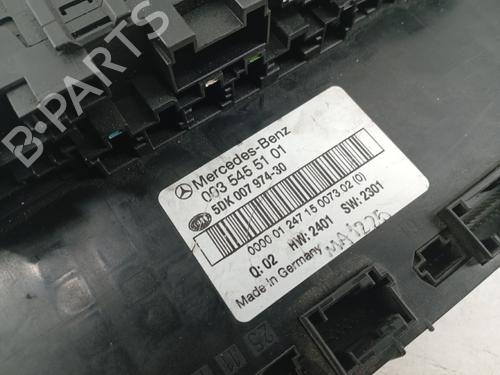 B-PARTS
Mercedes-Benz
003 545 51 01
5DK 007 974-30
0000 01 247 15 0073 02 (0)
Q: 02 HW: 2401 SW: 2301
Made in Germany